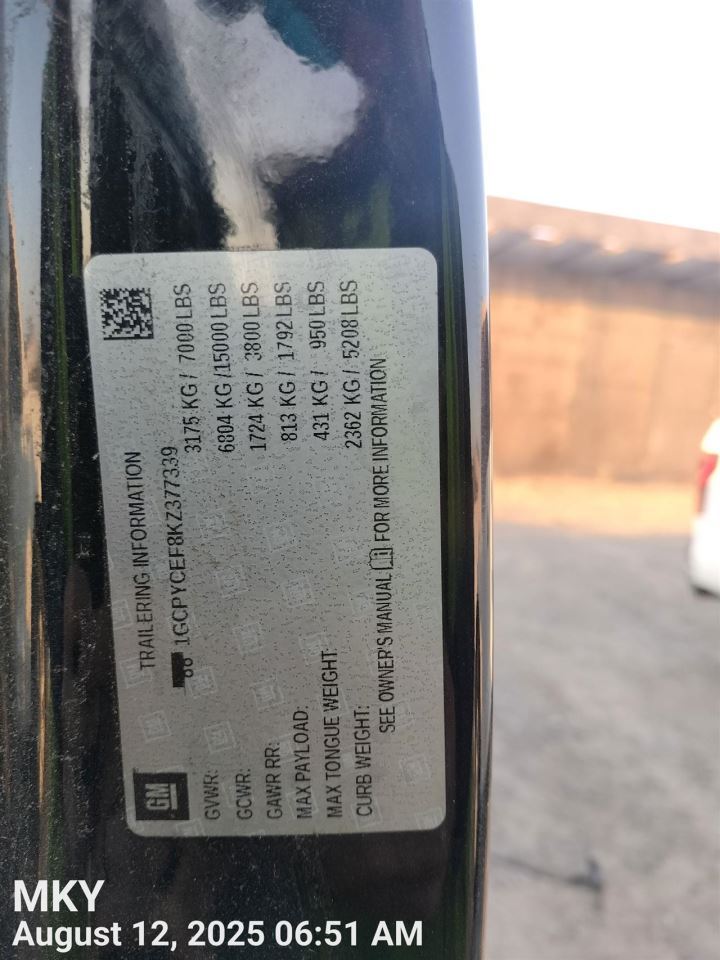 GM
TRAILERING INFORMATION
1GCPYCEF8KZ377339
GVWR: 3175 KG / 7000 LBS
GCWR: 6804 KG /15000 LBS
GAWR RR: 1724 KG / 3800 LBS
MAX PAYLOAD: 813 KG / 1792 LBS
MAX TONGUE WEIGHT: 431 KG / 950 LBS
CURB WEIGHT: 2362 KG / 5208 LBS
SEE OWNER'S MANUAL FOR MORE INFORMATION
MKY
August 12, 2025 06:51 AM